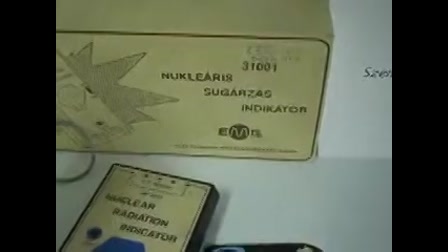 31001
NUKLEÁRIS
SUGÁRZÁS
INDIKÁTOR
EMG
NUCLEAR
RADIATION
INDICATOR